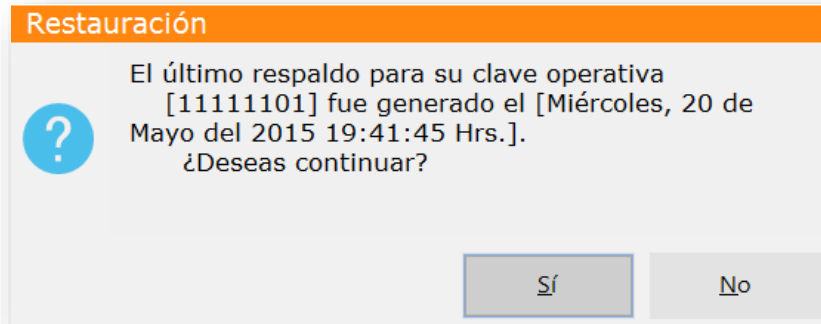 Restauración
El último respaldo para su clave operativa
[11111101] fue generado el [Miércoles, 20 de
Mayo del 2015 19:41:45 Hrs.].
¿Deseas continuar?
Sí
No